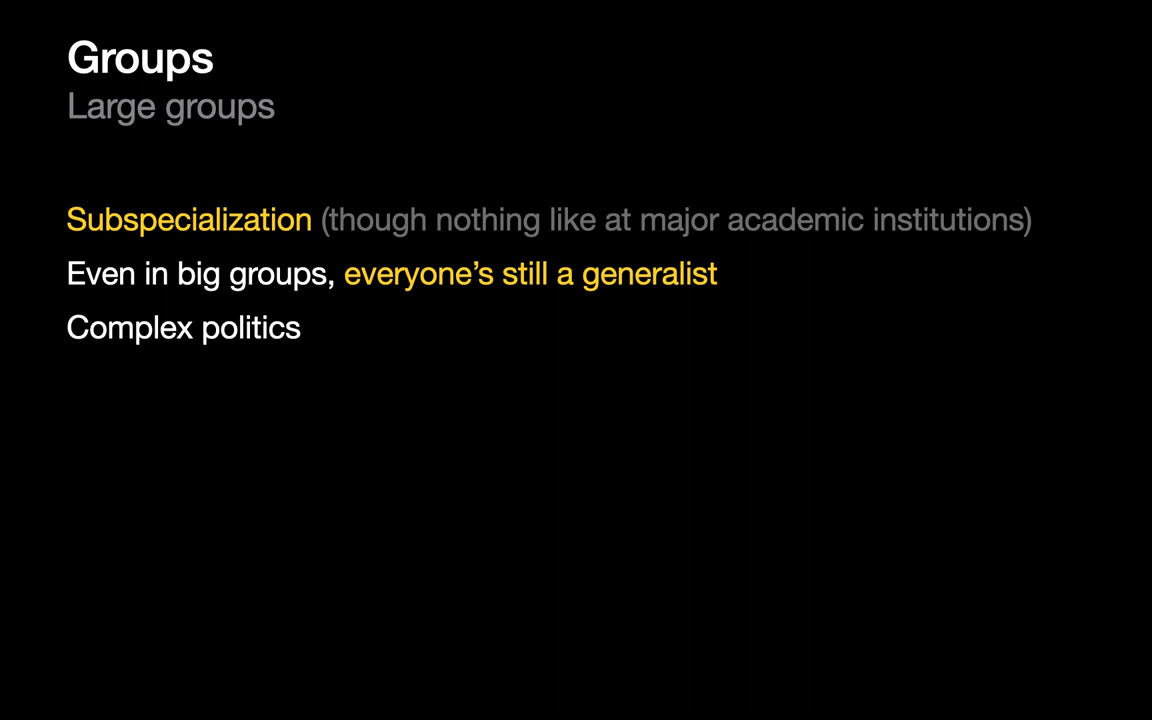 Groups
Large groups
Subspecialization (though nothing like at major academic institutions)
Even in big groups, everyone’s still a generalist
Complex politics